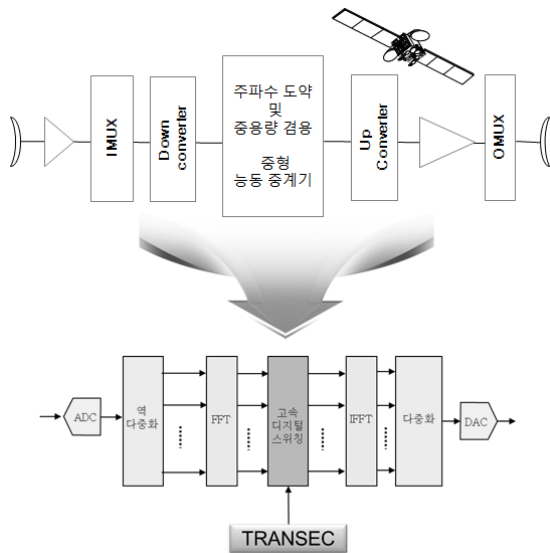 IMUX
Down
converter
주파수 도약
및
중용량 겸용
중형
능동 중계기
Up
Converter
OMUX
ADC
역
다중화
FFT
고속
디지털
스위칭
IFFT
다중화
DAC
TRANSEC